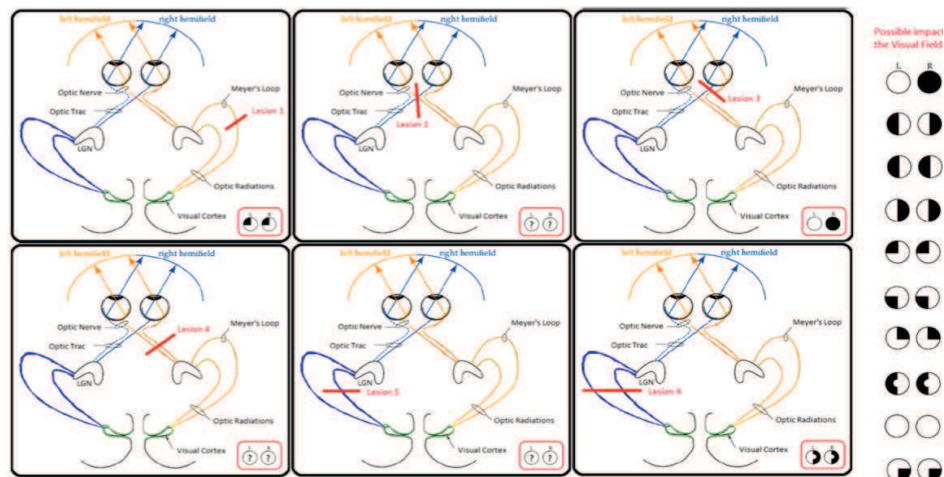 left hemifield right hemifield
Optic Nerve
Meyer's Loop
Optic Trac
Lesion 1
LGN
Optic Radiations
Visual Cortex
L R
left hemifield right hemifield
Optic Nerve
Meyer's Loop
Optic Trac
Lesion 2
LGN
Optic Radiations
Visual Cortex
L R
? ?
left hemifield right hemifield
Optic Nerve
Lesion 3
Meyer's Loop
Optic Trac
LGN
Optic Radiations
Visual Cortex
L R
Possible impact
the Visual Field
L R
left hemifield right hemifield
Lesion 4
Optic Nerve
Meyer's Loop
Optic Trac
LGN
Optic Radiations
Visual Cortex
L R
? ?
left hemifield right hemifield
Optic Nerve
Meyer's Loop
Optic Trac
LGN
Lesion 5
Optic Radiations
Visual Cortex
L R
? ?
left hemifield right hemifield
Optic Nerve
Meyer's Loop
Optic Trac
LGN
Lesion 4
Optic Radiations
Visual Cortex
L R